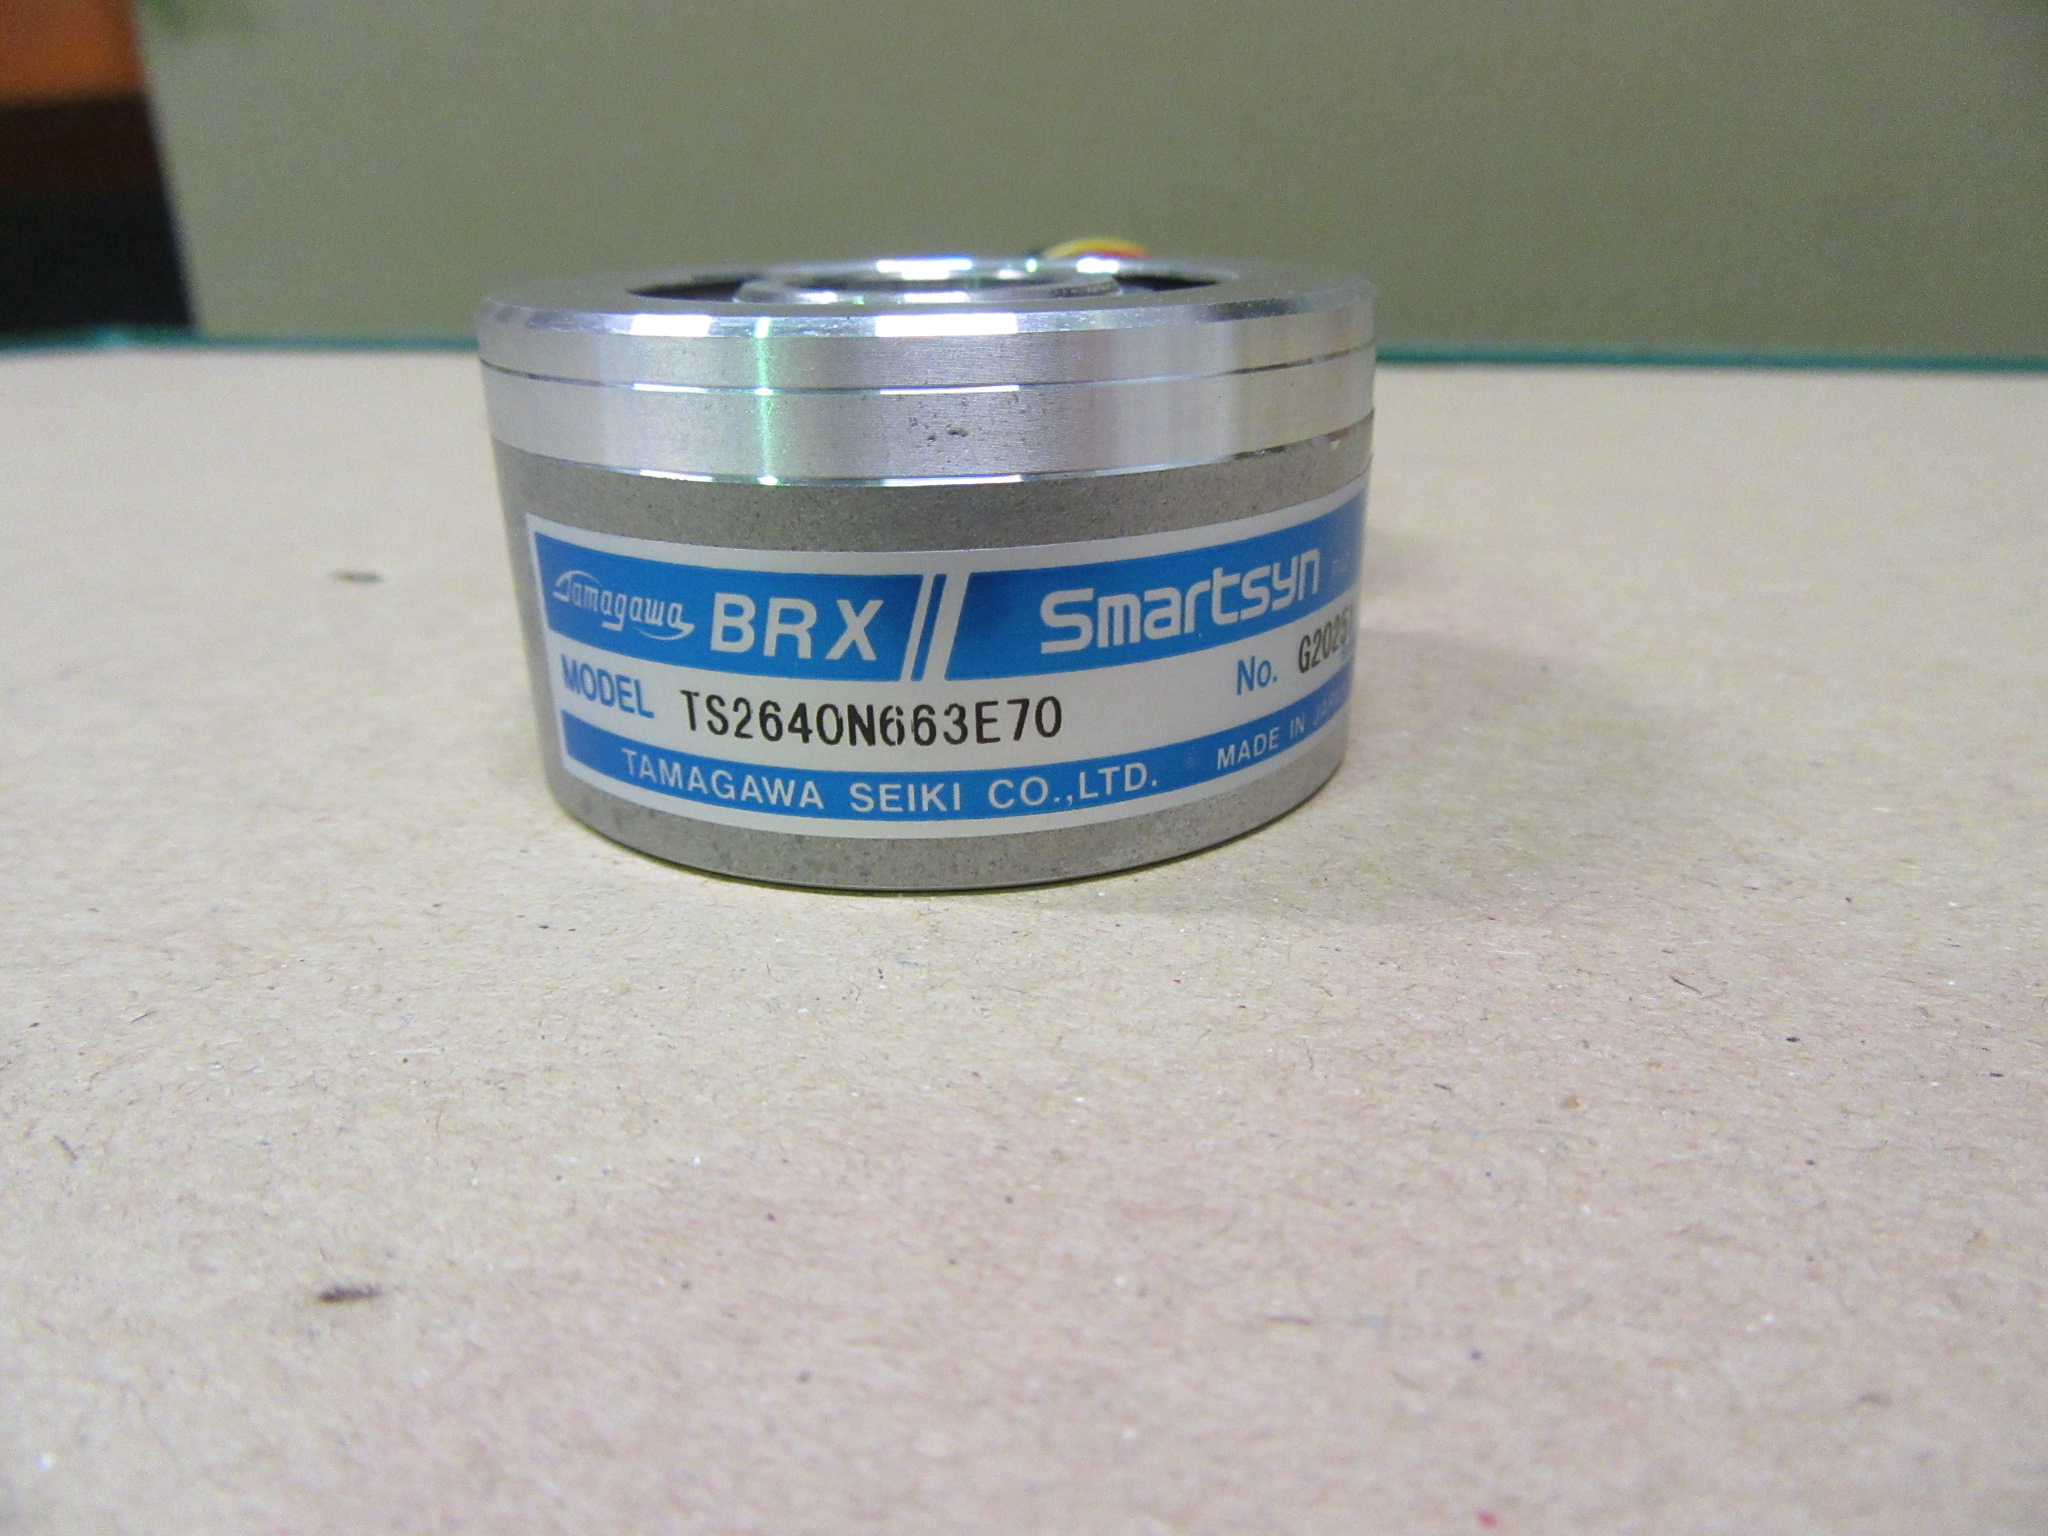 Tamagawa BRX // Smartsyn
MODEL TS2640N663E70 No. G2025
TAMAGAWA SEIKI CO.,LTD. MADE IN JAPAN